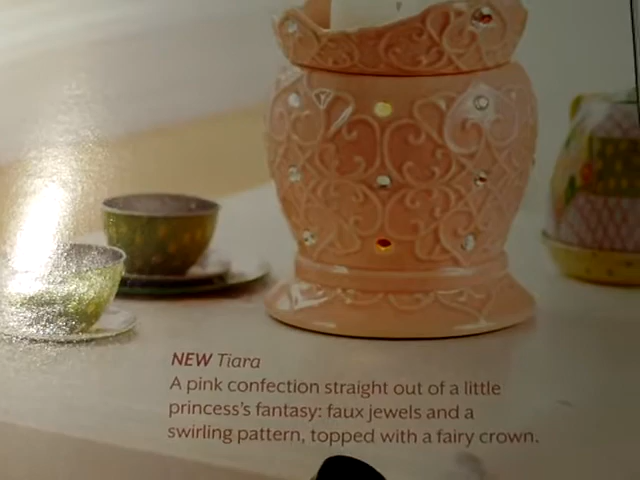 NEW Tiara
A pink confection straight out of a little
princess's fantasy: faux jewels and a
swirling pattern, topped with a fairy crown.